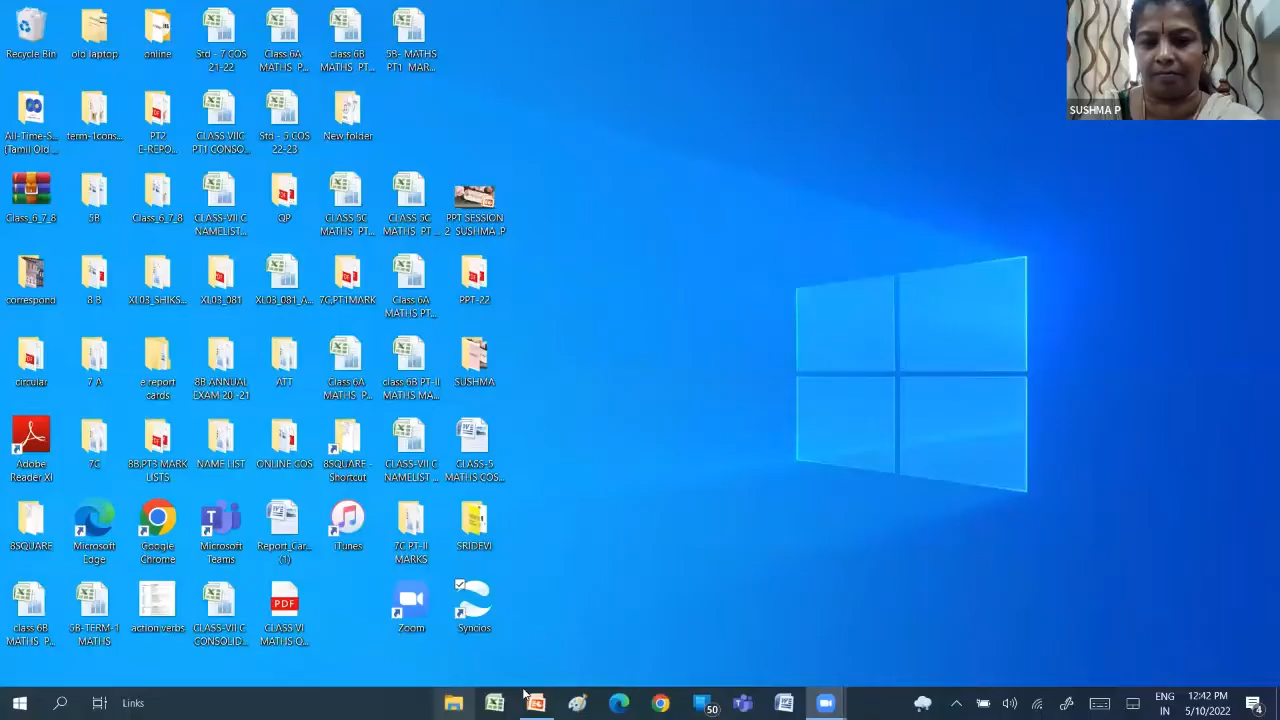 Recycle Bin
old laptop
online
Std - 7 COS
21-22
Class 6A
MATHS P...
class 6B
MATHS PT...
5B- MATHS
PT1 MAR...
SUSHMA P
All-Time-S...
(Tamil Old...
term-1cons...
PT2
E-REPO...
CLASS VIIC
PT1 CONSO...
Std - 5 COS
22-23
New folder
Class_6_7_8
5B
Class_6_7_8
CLASS-VII C
NAMELIST...
QP
CLASS 5C
MATHS PT...
CLASS 5C
MATHS PT...
PPT SESSION
2 SUSHMA .P
correspond
8 B
XL03_SHIKS...
XL03_081
XL03_081_A...
7C,PT1MARK
Class 6A
MATHS PT...
PPT-22
circular
7 A
e report
cards
8B ANNUAL
EXAM 20 -21
ATT
Class 6A
MATHS P...
class 6B PT-II
MATHS MA...
SUSHMA
Adobe
Reader XI
7C
8B.PT3 MARK
LISTS
NAME LIST
ONLINE COS
8SQUARE -
Shortcut
CLASS-VII C
NAMELIST ...
CLASS-5
MATHS COS...
8SQUARE
Microsoft
Edge
Google
Chrome
Microsoft
Teams
Report_Car...
(1)
iTunes
7C PT-II
MARKS
SRIDEVI
class 6B
MATHS P...
5B-TERM-1
MATHS
action verbs
CLASS-VII C
CONSOLID...
PDF
CLASS VI
MATHS Q...
Zoom
Syncios
Links
50
ENG
IN
12:42 PM
5/10/2022
4